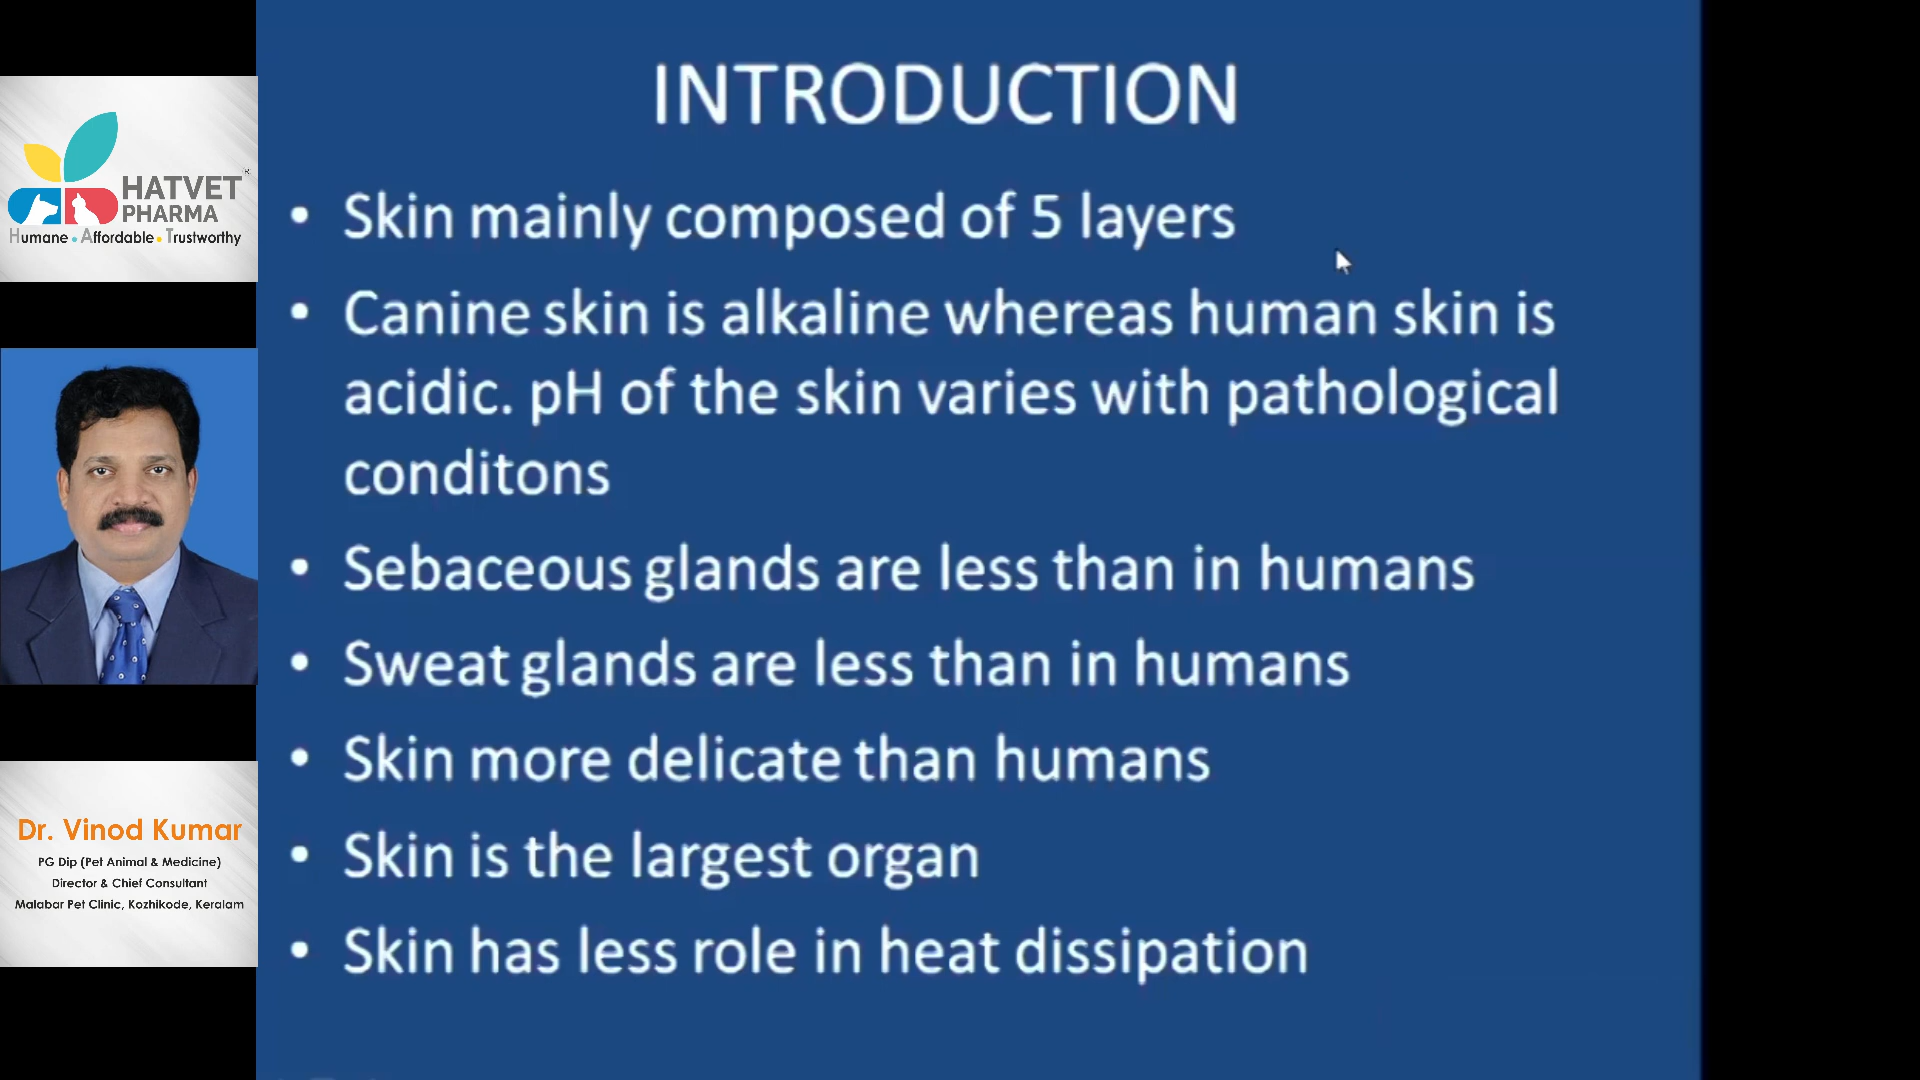 HATVET®
PHARMA
Humane • Affordable • Trustworthy
Dr. Vinod Kumar
PG Dip (Pet Animal & Medicine)
Director & Chief Consultant
Malabar Pet Clinic, Kozhikode, Keralam
INTRODUCTION
• Skin mainly composed of 5 layers
• Canine skin is alkaline whereas human skin is
acidic. pH of the skin varies with pathological
conditons
• Sebaceous glands are less than in humans
• Sweat glands are less than in humans
• Skin more delicate than humans
• Skin is the largest organ
• Skin has less role in heat dissipation